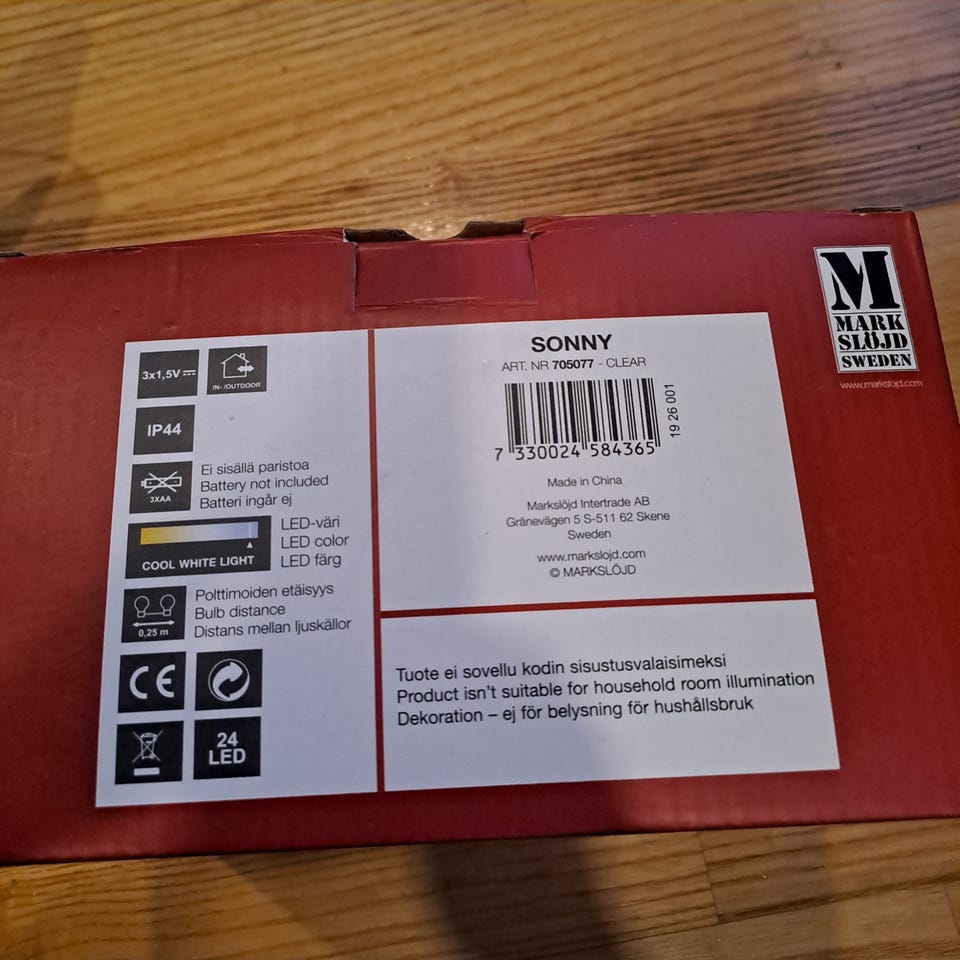 M
MARK
SLÖJD
SWEDEN
www.markslojd.com
3x1,5V
IN- /OUTDOOR
IP44
3XAA
Ei sisällä paristoa
Battery not included
Batteri ingår ej
COOL WHITE LIGHT
LED-väri
LED color
LED färg
0,25 m
Polttimoiden etäisyys
Bulb distance
Distans mellan ljuskällor
CE
24
LED
SONNY
ART. NR 705077 - CLEAR
7 330024 584365
19 26 001
Made in China
Markslöjd Intertrade AB
Gränevägen 5 S-511 62 Skene
Sweden
www.markslojd.com
© MARKSLÖJD
Tuote ei sovellu kodin sisustusvalaisimeksi
Product isn't suitable for household room illumination
Dekoration – ej för belysning för hushållsbruk